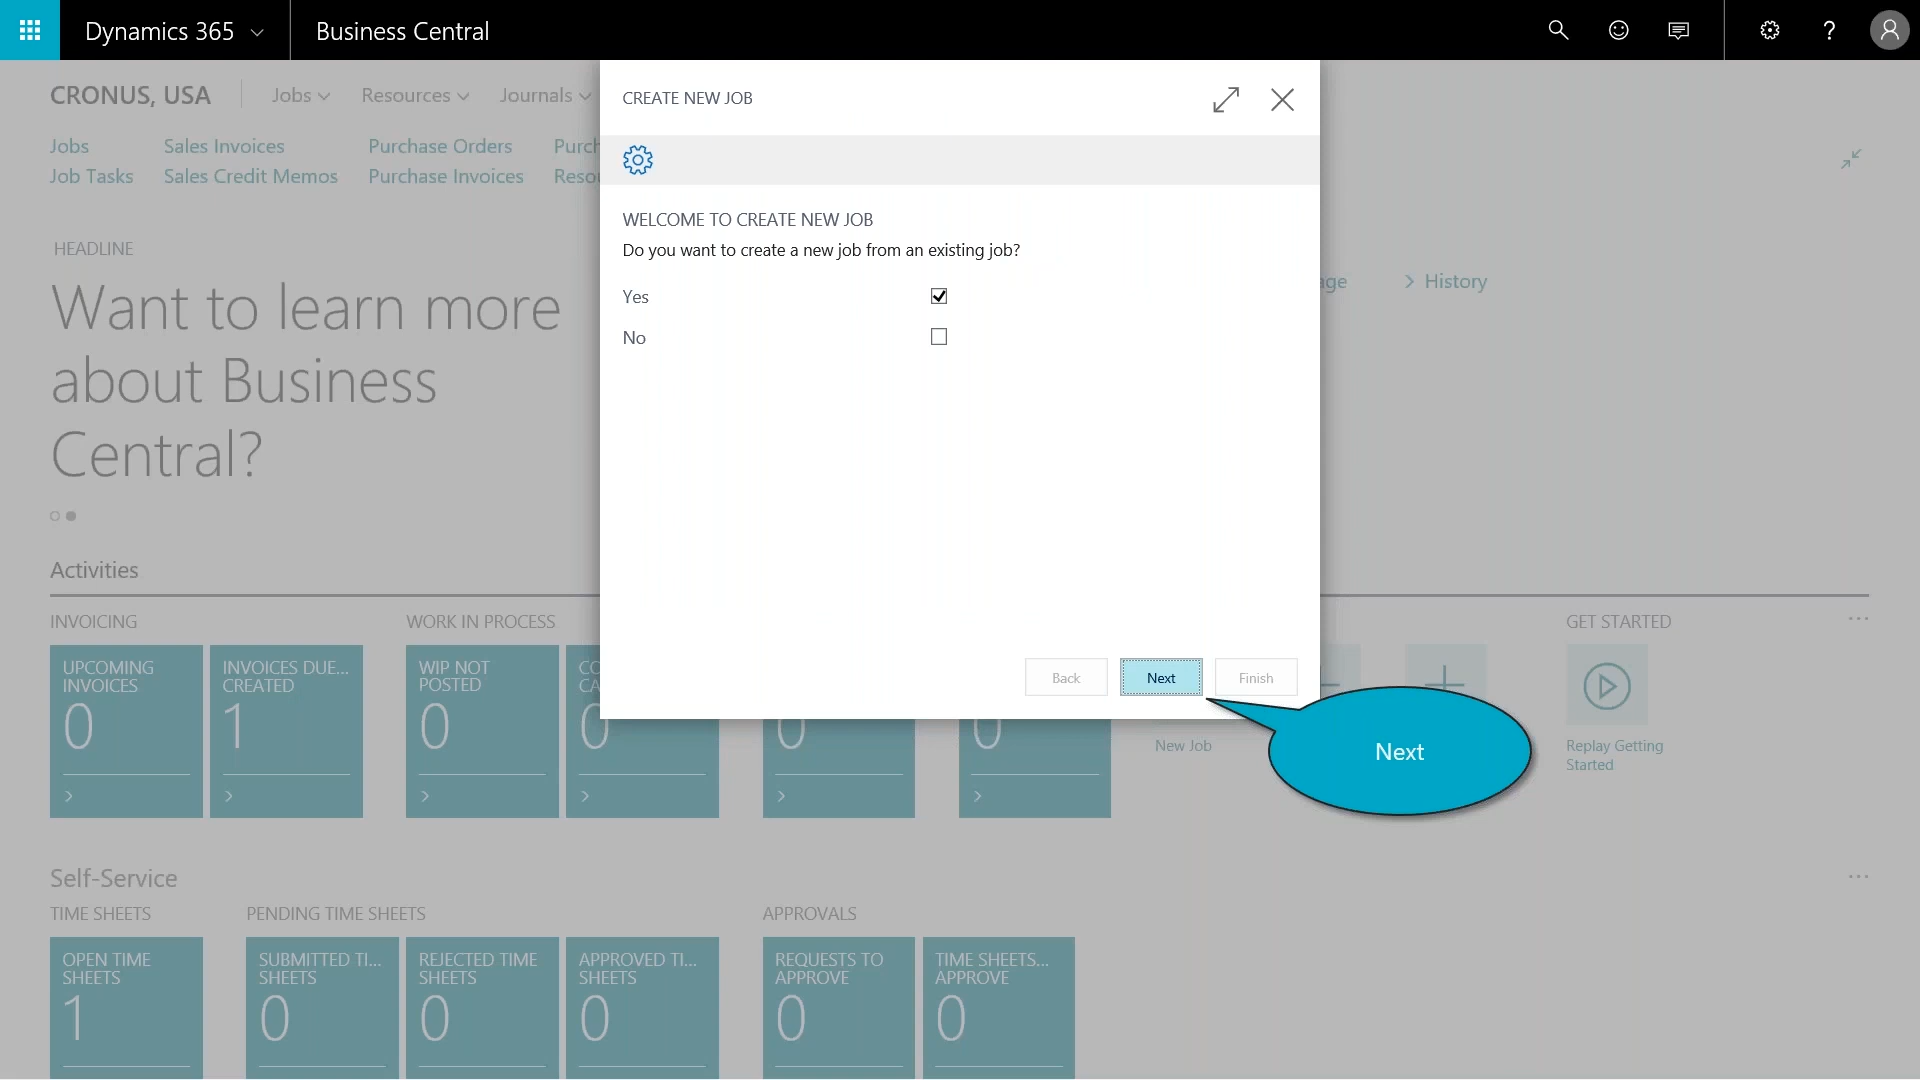 Dynamics 365
Business Central
?
CRONUS, USA
Jobs
Resources
Journals
Jobs
Sales Invoices
Purchase Orders
Job Tasks
Sales Credit Memos
Purchase Invoices
CREATE NEW JOB
WELCOME TO CREATE NEW JOB
Do you want to create a new job from an existing job?
Yes
No
Back
Next
Finish
Next
History
HEADLINE
Want to learn more
about Business
Central?
Activities
INVOICING
WORK IN PROCESS
GET STARTED
UPCOMING
INVOICES
0
INVOICES DUE...
CREATED
1
WIP NOT
POSTED
0
0
0
0
New Job
Replay Getting
Started
Self-Service
TIME SHEETS
PENDING TIME SHEETS
APPROVALS
OPEN TIME
SHEETS
1
SUBMITTED TI...
SHEETS
0
REJECTED TIME
SHEETS
0
APPROVED TI...
SHEETS
0
REQUESTS TO
APPROVE
0
TIME SHEETS...
APPROVE
0